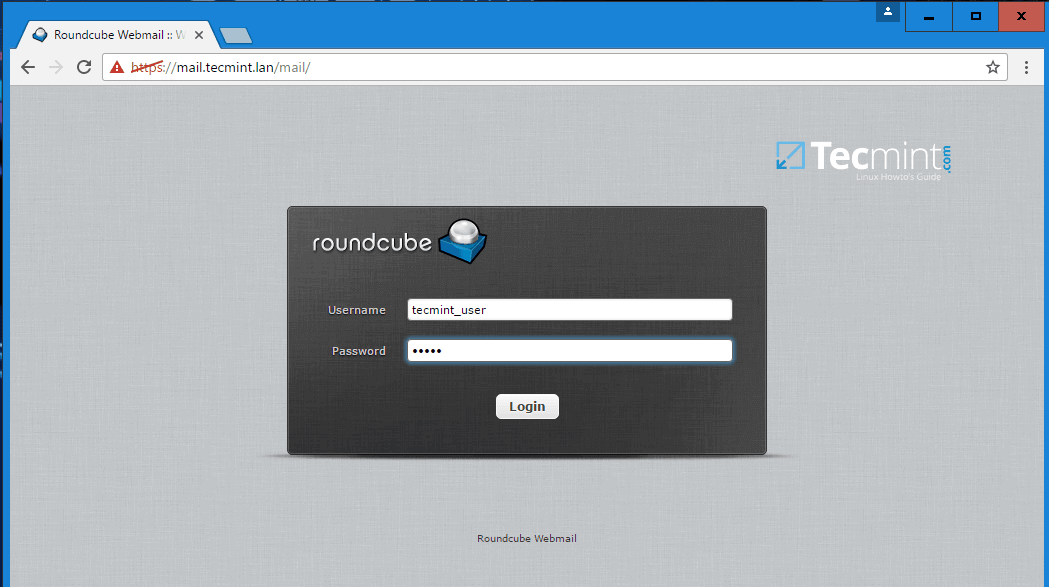 Roundcube Webmail :: W
https://mail.tecmint.lan/mail/
Tecmint.com
Linux Howto's Guide
roundcube
Username
tecmint_user
Password
•••••
Login
Roundcube Webmail